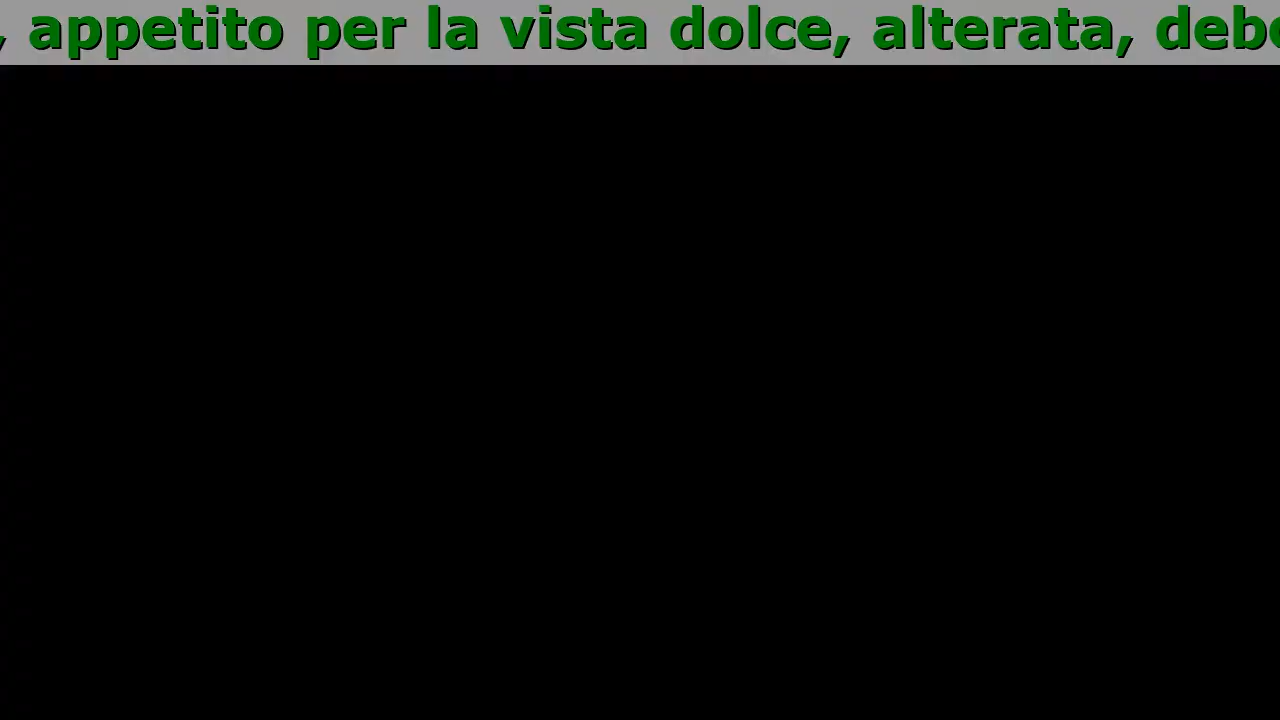 , appetito per la vista dolce, alterata,